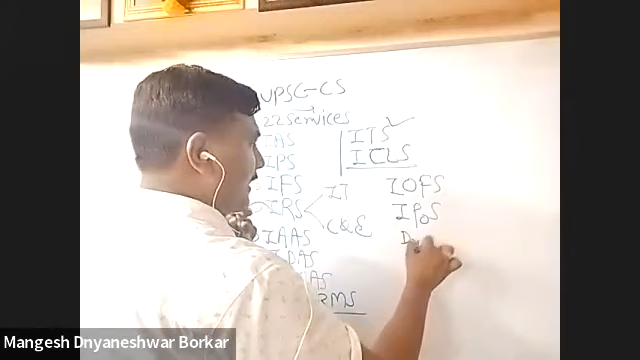 UPSC-CS
22 Services
IAS
IPS
IFS
IRS
IT
C&E
IAAS
ITS ✓
ICLS
IOFS
IPoS
Mangesh Dnyaneshwar Borkar